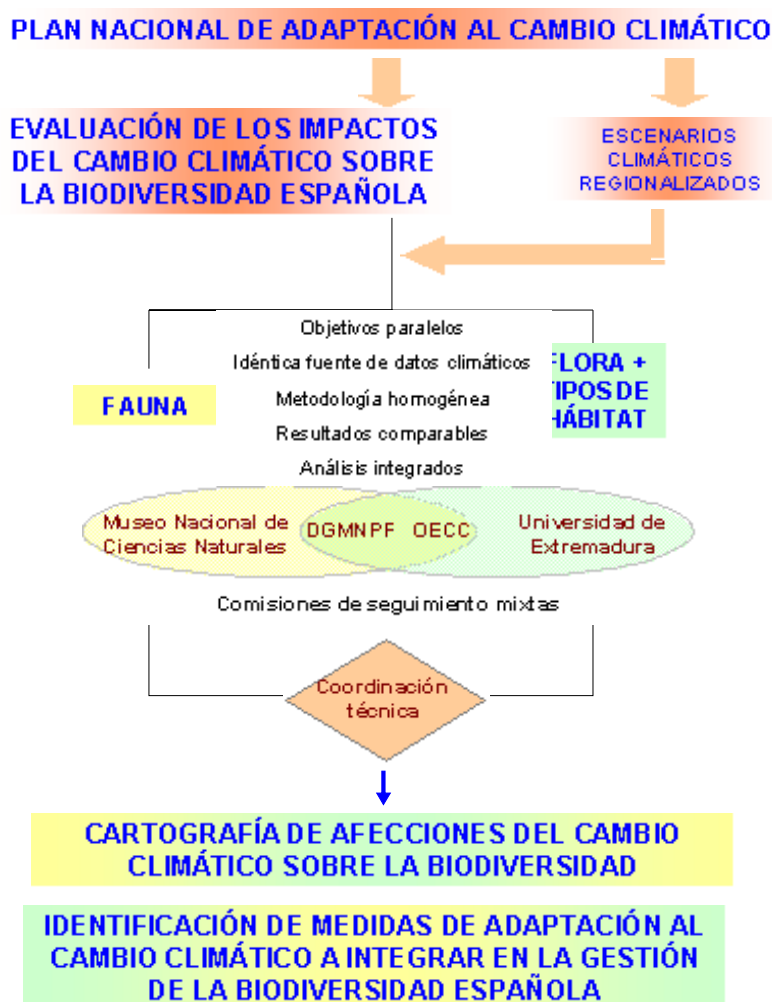 PLAN NACIONAL DE ADAPTACIÓN AL CAMBIO CLIMÁTICO
EVALUACIÓN DE LOS IMPACTOS
DEL CAMBIO CLIMÁTICO SOBRE
LA BIODIVERSIDAD ESPAÑOLA
ESCENARIOS
CLIMÁTICOS
REGIONALIZADOS
Objetivos paralelos
Idéntica fuente de datos climáticos
Metodología homogénea
Resultados comparables
Análisis integrados
FAUNA
FLORA +
TIPOS DE
HÁBITAT
Museo Nacional de
Ciencias Naturales
DGMNPF OECC
Universidad de
Extremadura
Comisiones de seguimiento mixtas
Coordinación
técnica
CARTOGRAFÍA DE AFECCIONES DEL CAMBIO
CLIMÁTICO SOBRE LA BIODIVERSIDAD
IDENTIFICACIÓN DE MEDIDAS DE ADAPTACIÓN AL
CAMBIO CLIMÁTICO A INTEGRAR EN LA GESTIÓN
DE LA BIODIVERSIDAD ESPAÑOLA